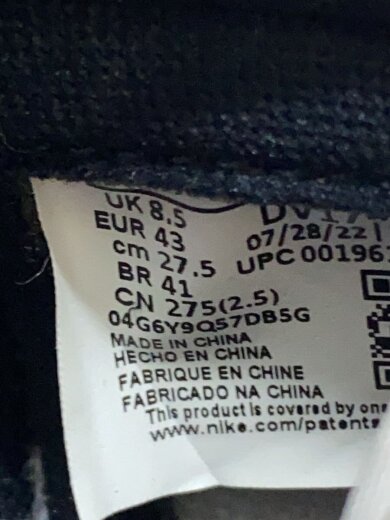 UK 8.5
EUR 43 07/28/22
cm 27.5 UPC 001961
BR 41
CN 275(2.5)
04G6Y9Q57DB5G
MADE IN CHINA
HECHO EN CHINA
FABRIQUE EN CHINE
FABRICADO NA CHINA
This product is covered by one
www.nike.com/patents